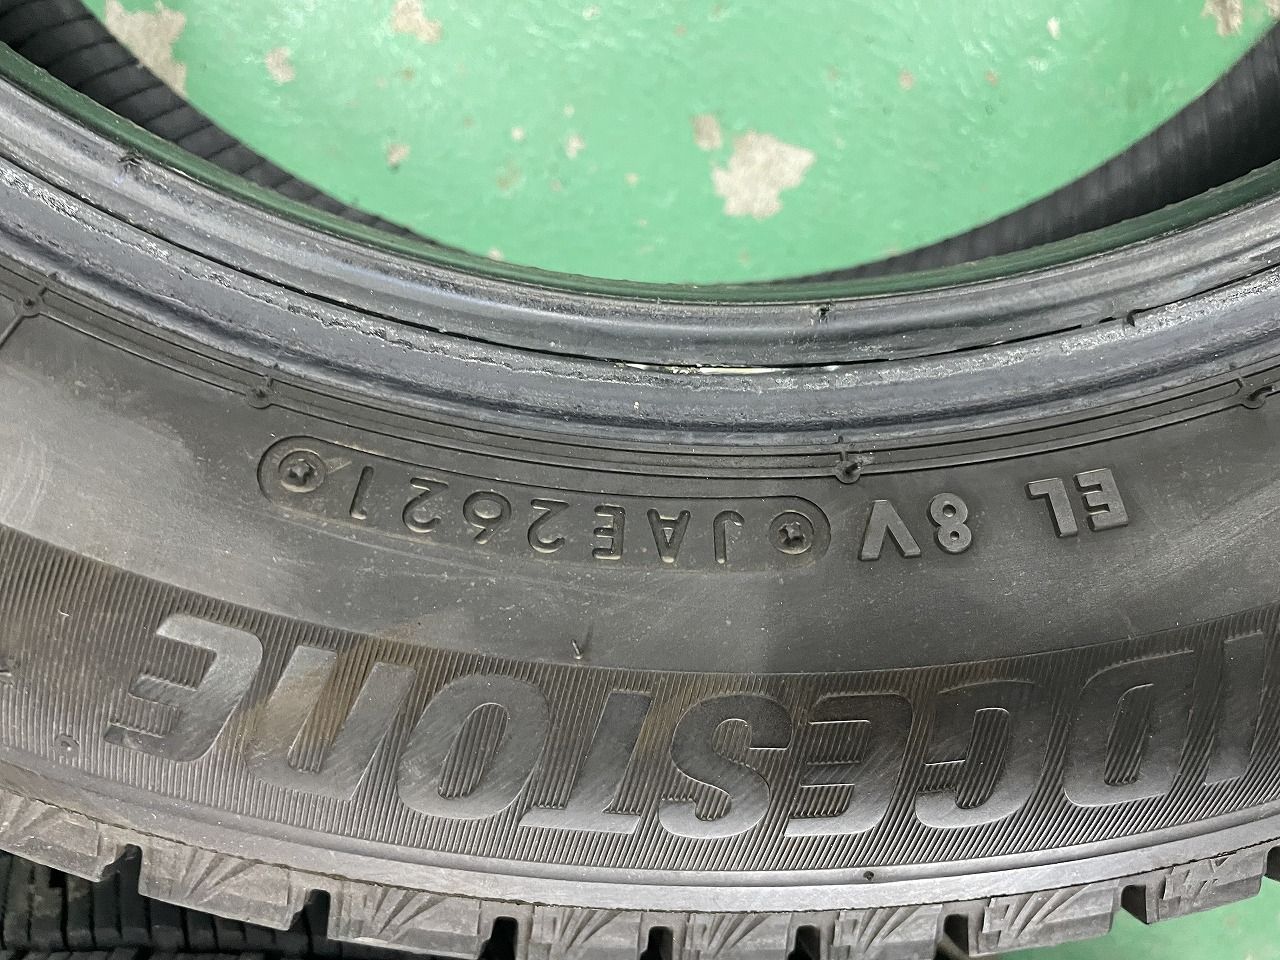 IDGESTONE
EL 8V JAE2621